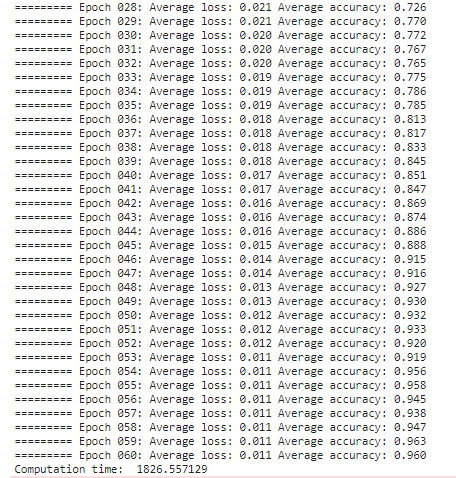 ========= Epoch 028: Average loss: 0.021 Average accuracy: 0.726
========= Epoch 029: Average loss: 0.021 Average accuracy: 0.770
========= Epoch 030: Average loss: 0.020 Average accuracy: 0.772
========= Epoch 031: Average loss: 0.020 Average accuracy: 0.767
========= Epoch 032: Average loss: 0.020 Average accuracy: 0.765
========= Epoch 033: Average loss: 0.019 Average accuracy: 0.775
========= Epoch 034: Average loss: 0.019 Average accuracy: 0.786
========= Epoch 035: Average loss: 0.019 Average accuracy: 0.785
========= Epoch 036: Average loss: 0.018 Average accuracy: 0.813
========= Epoch 037: Average loss: 0.018 Average accuracy: 0.817
========= Epoch 038: Average loss: 0.018 Average accuracy: 0.833
========= Epoch 039: Average loss: 0.018 Average accuracy: 0.845
========= Epoch 040: Average loss: 0.017 Average accuracy: 0.851
========= Epoch 041: Average loss: 0.017 Average accuracy: 0.847
========= Epoch 042: Average loss: 0.016 Average accuracy: 0.869
========= Epoch 043: Average loss: 0.016 Average accuracy: 0.874
========= Epoch 044: Average loss: 0.016 Average accuracy: 0.886
========= Epoch 045: Average loss: 0.015 Average accuracy: 0.888
========= Epoch 046: Average loss: 0.014 Average accuracy: 0.915
========= Epoch 047: Average loss: 0.014 Average accuracy: 0.916
========= Epoch 048: Average loss: 0.013 Average accuracy: 0.927
========= Epoch 049: Average loss: 0.013 Average accuracy: 0.930
========= Epoch 050: Average loss: 0.012 Average accuracy: 0.932
========= Epoch 051: Average loss: 0.012 Average accuracy: 0.933
========= Epoch 052: Average loss: 0.012 Average accuracy: 0.920
========= Epoch 053: Average loss: 0.011 Average accuracy: 0.919
========= Epoch 054: Average loss: 0.011 Average accuracy: 0.956
========= Epoch 055: Average loss: 0.011 Average accuracy: 0.958
========= Epoch 056: Average loss: 0.011 Average accuracy: 0.945
========= Epoch 057: Average loss: 0.011 Average accuracy: 0.938
========= Epoch 058: Average loss: 0.011 Average accuracy: 0.947
========= Epoch 059: Average loss: 0.011 Average accuracy: 0.963
========= Epoch 060: Average loss: 0.011 Average accuracy: 0.960
Computation time:  1826.557129